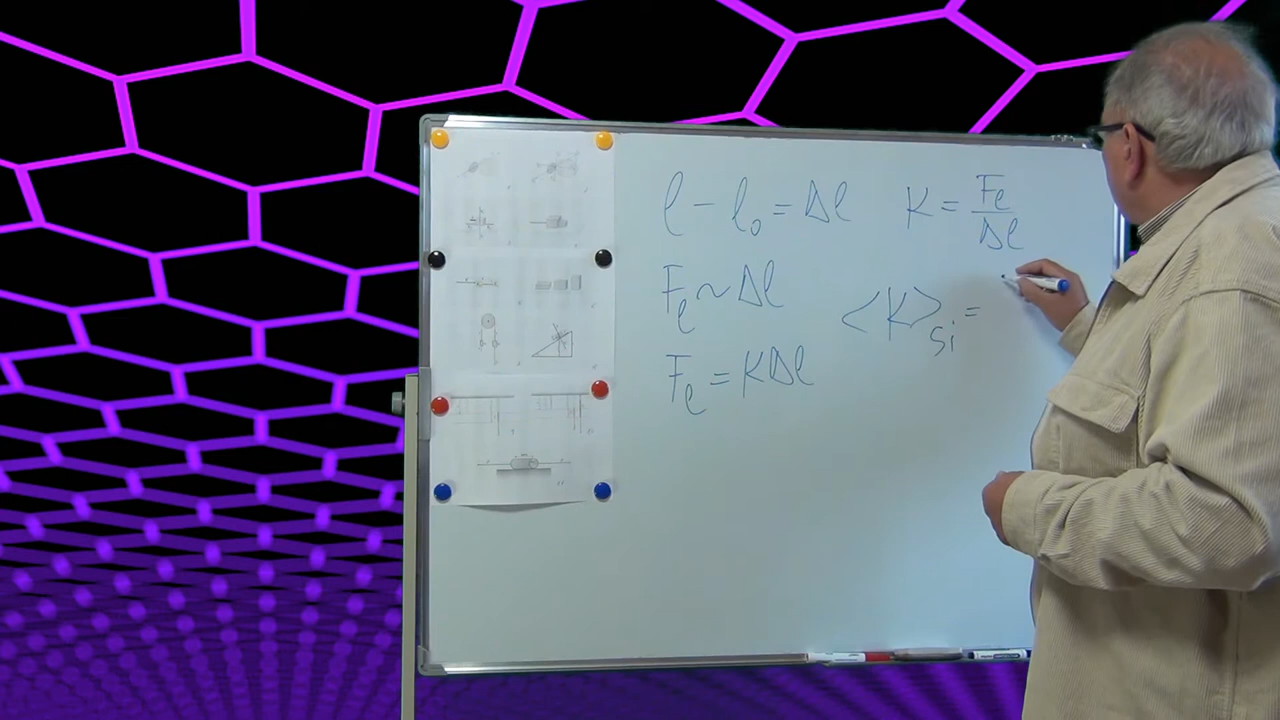 l - l₀ = Δl
K = Fe/Δl
Fe ~ Δl
<K>si =
Fe = KΔl